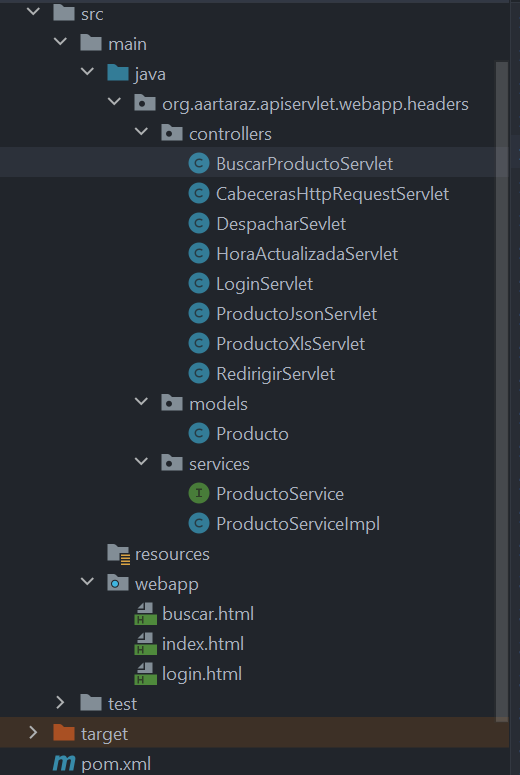 src
main
java
org.aartaraz.apiservlet.webapp.headers
controllers
BuscarProductoServlet
CabecerasHttpRequestServlet
DespacharSevlet
HoraActualizadaServlet
LoginServlet
ProductoJsonServlet
ProductoXlsServlet
RedirigirServlet
models
Producto
services
ProductoService
ProductoServiceImpl
resources
webapp
buscar.html
index.html
login.html
test
target
pom.xml